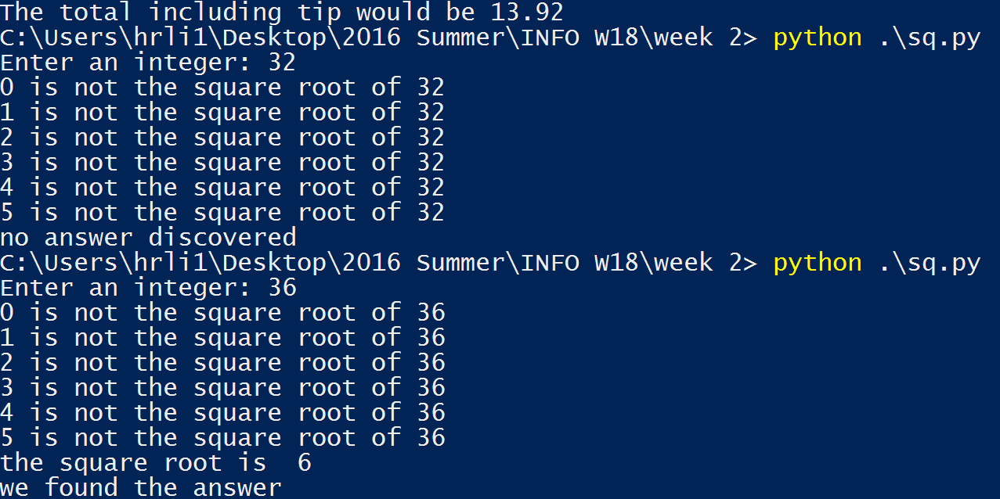 The total including tip would be 13.92
C:\Users\hrli1\Desktop\2016 Summer\INFO W18\week 2> python .\sq.py
Enter an integer: 32
0 is not the square root of 32
1 is not the square root of 32
2 is not the square root of 32
3 is not the square root of 32
4 is not the square root of 32
5 is not the square root of 32
no answer discovered
C:\Users\hrli1\Desktop\2016 Summer\INFO W18\week 2> python .\sq.py
Enter an integer: 36
0 is not the square root of 36
1 is not the square root of 36
2 is not the square root of 36
3 is not the square root of 36
4 is not the square root of 36
5 is not the square root of 36
the square root is  6
we found the answer